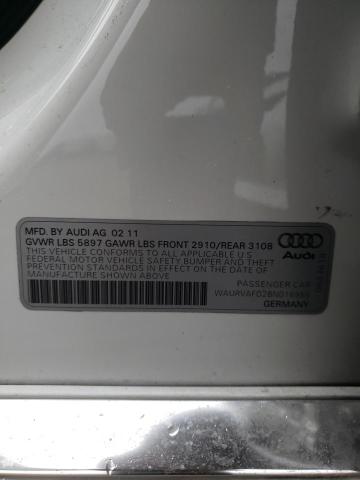 MFD. BY AUDI AG 02 11
GVWR LBS 5897 GAWR LBS FRONT 2910/REAR 3108
THIS VEHICLE CONFORMS TO ALL APPLICABLE U.S
FEDERAL MOTOR VEHICLE SAFETY BUMPER AND THEFT
PREVENTION STANDARDS IN EFFECT ON THE DATE OF
MANUFACTURE SHOWN ABOVE.
Audi
PASSENGER CAR
GERMANY